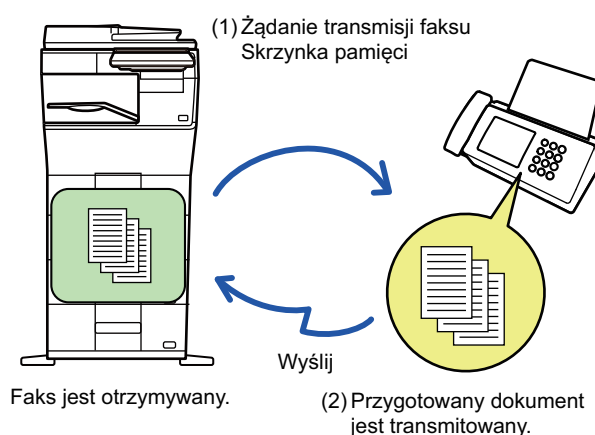 (1) Żądanie transmisji faksu
Skrzynka pamięci
Wyślij
Faks jest otrzymywany.
(2) Przygotowany dokument
jest transmitowany.